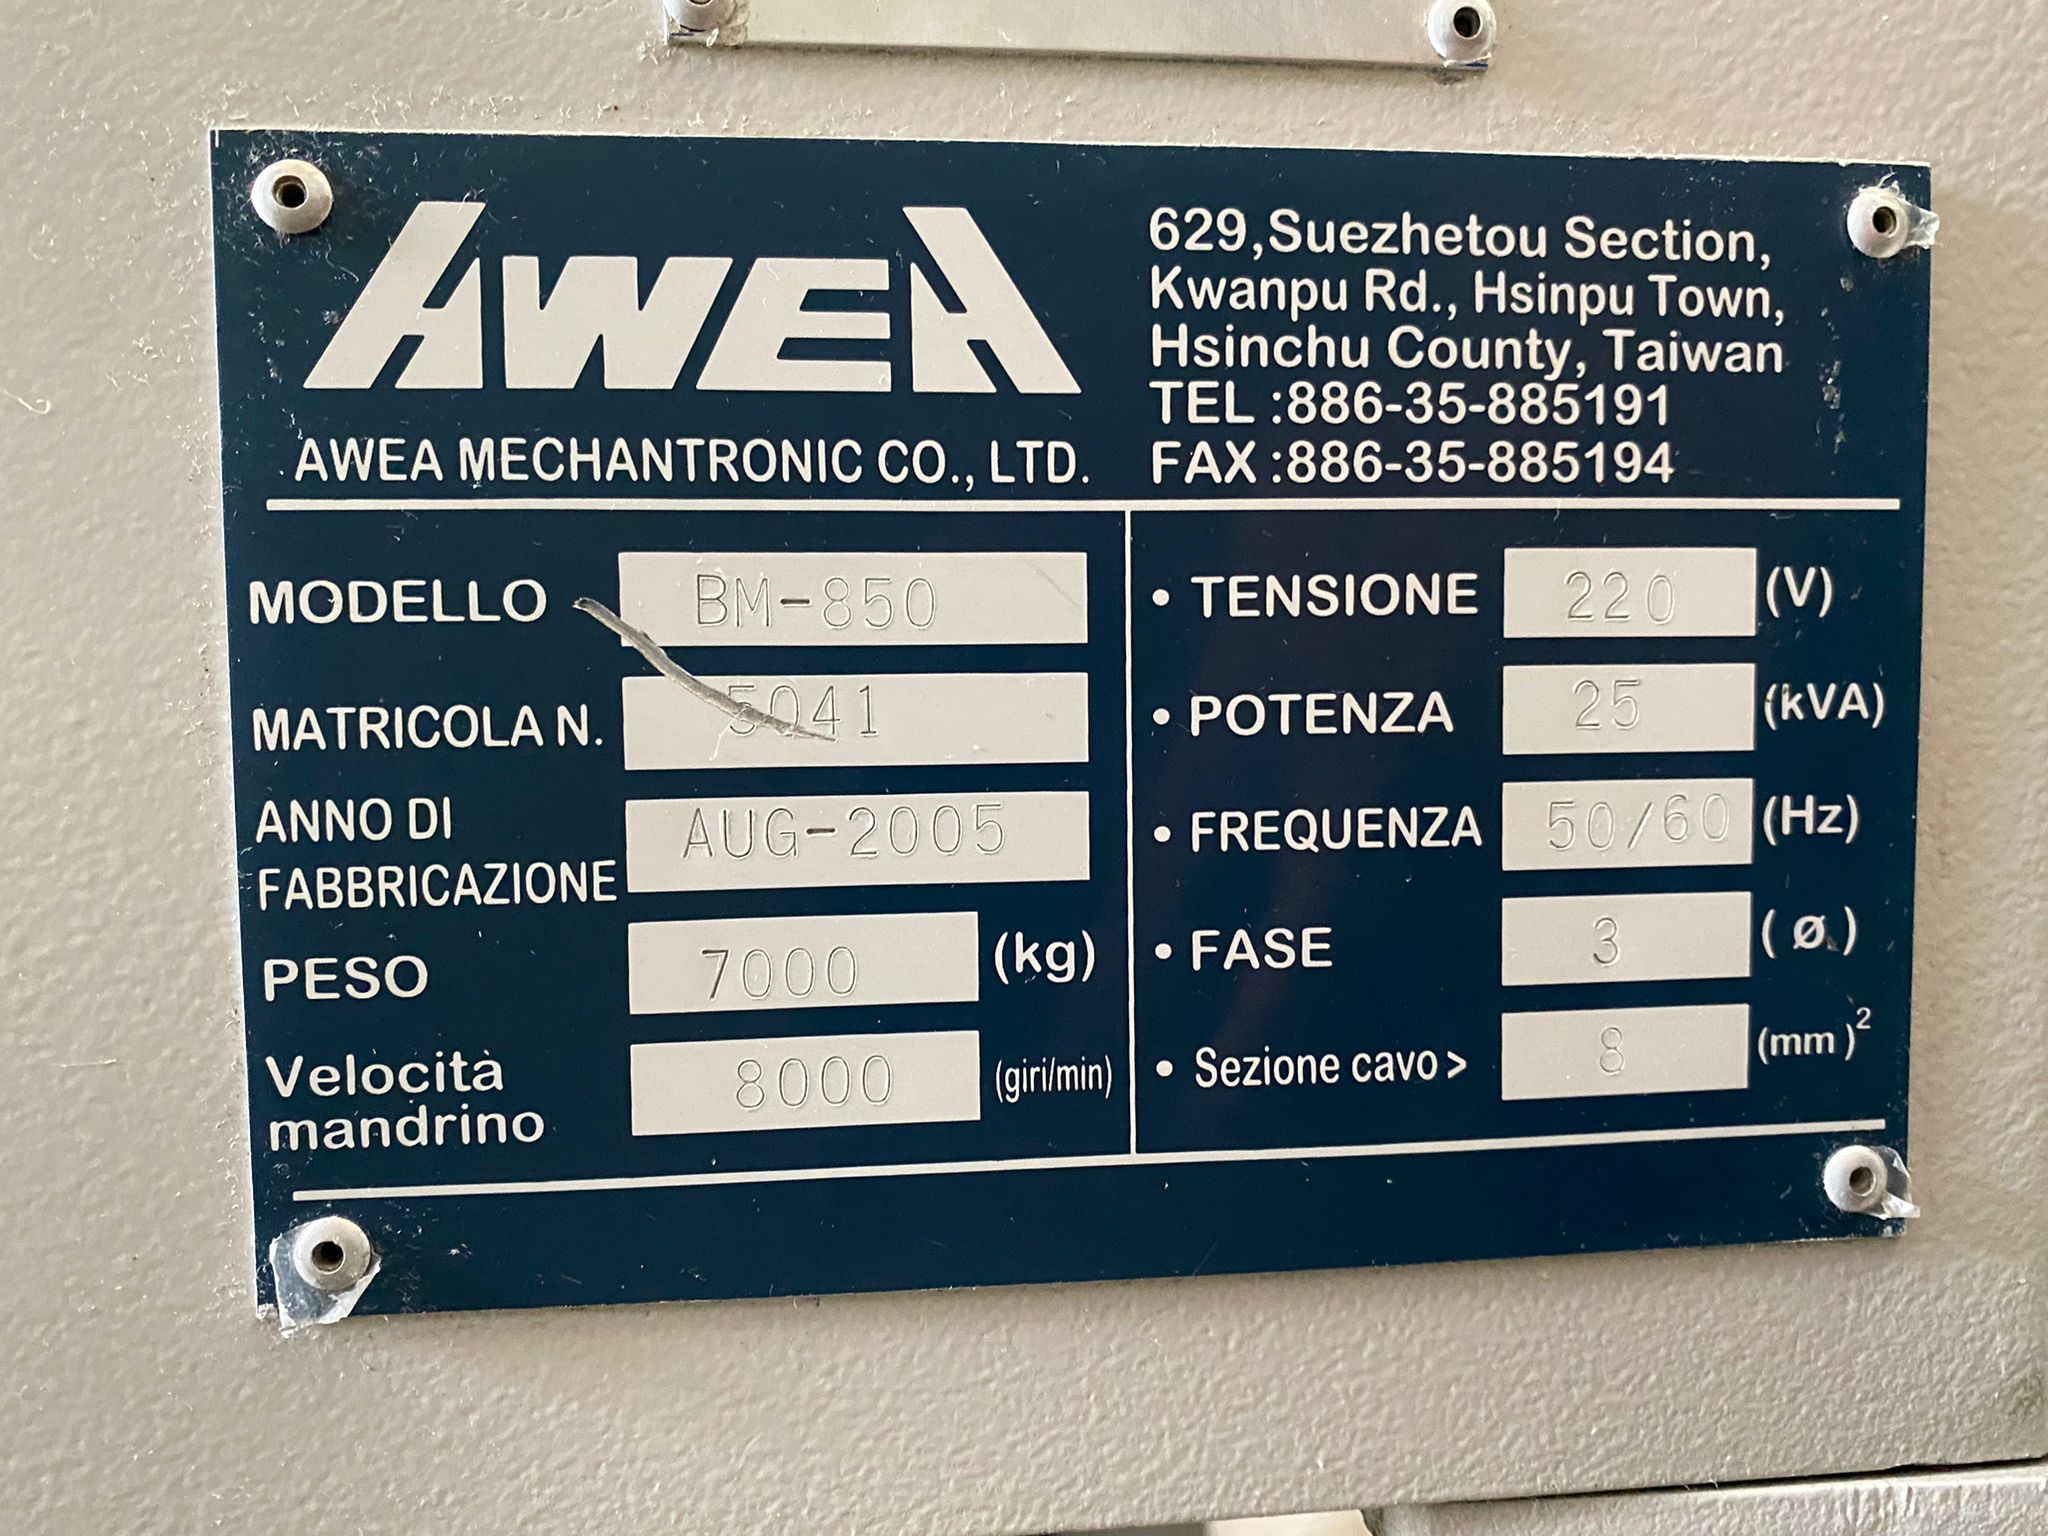 AWEA
AWEA MECHANTRONIC CO., LTD.
629,Suezhetou Section,
Kwanpu Rd., Hsinpu Town,
Hsinchu County, Taiwan
TEL :886-35-885191
FAX :886-35-885194
MODELLO BM-850
MATRICOLA N. 5041
ANNO DI
FABBRICAZIONE AUG-2005
PESO 7000 (kg)
Velocità
mandrino 8000 (giri/min)
• TENSIONE 220 (V)
• POTENZA 25 (kVA)
• FREQUENZA 50/60 (Hz)
• FASE 3 (ø)
• Sezione cavo > 8 (mm)²